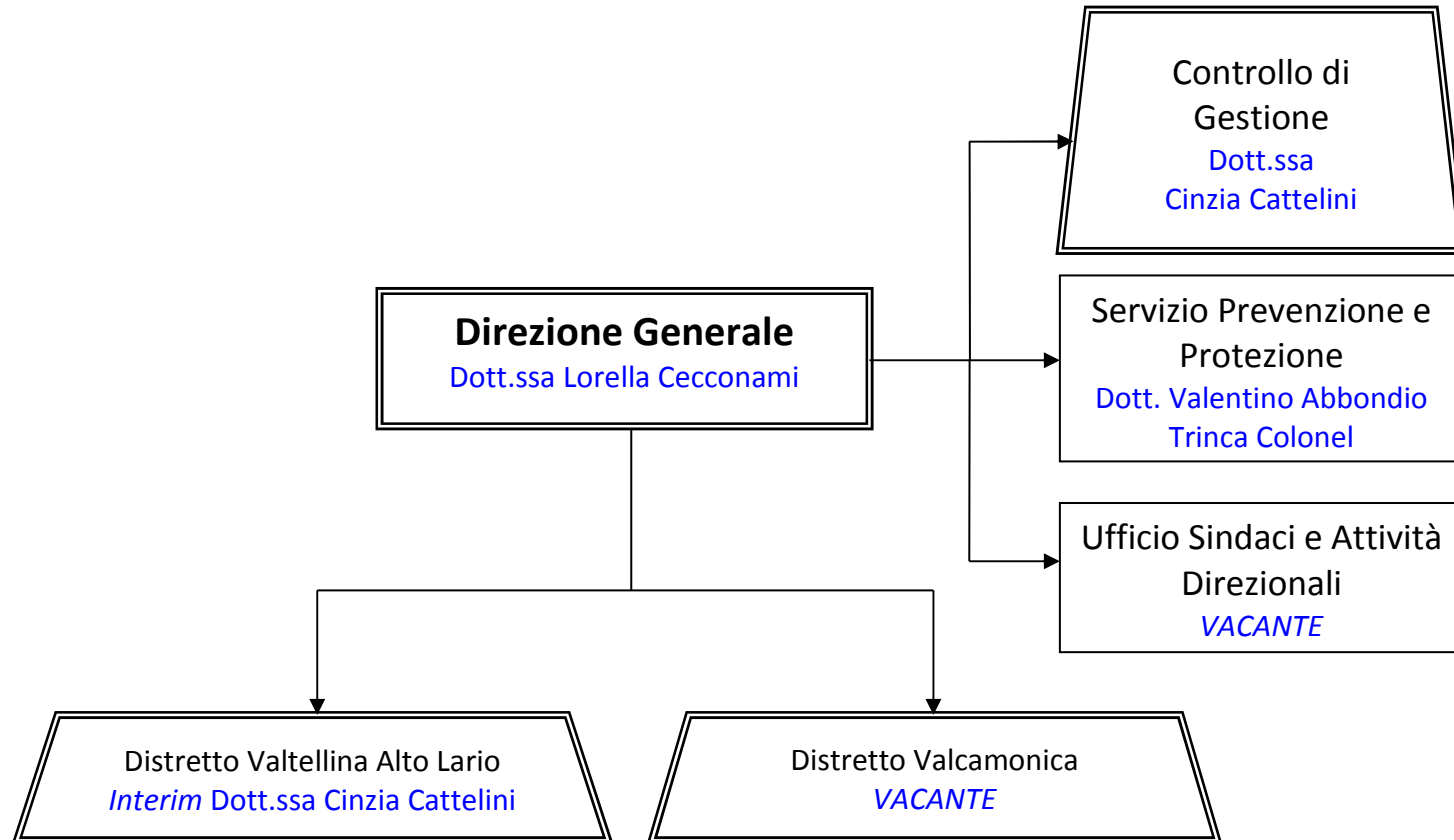 Controllo di
Gestione
Dott.ssa
Cinzia Cattelini
Direzione Generale
Dott.ssa Lorella Cecconami
Servizio Prevenzione e
Protezione
Dott. Valentino Abbondio
Trinca Colonel
Ufficio Sindaci e Attività
Direzionali
VACANTE
Distretto Valtellina Alto Lario
Interim Dott.ssa Cinzia Cattelini
Distretto Valcamonica
VACANTE